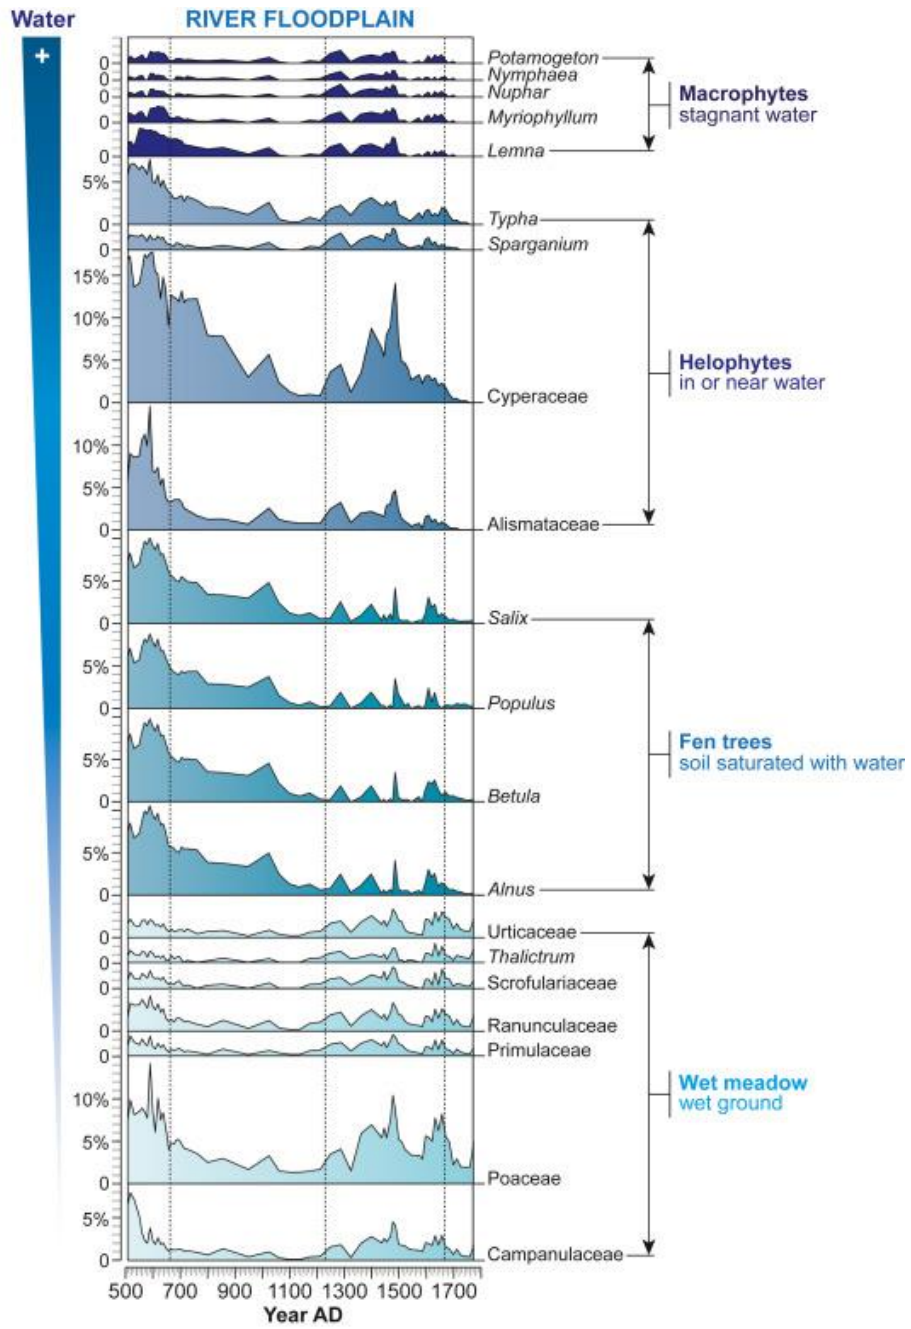 Water
RIVER FLOODPLAIN
+
0
Potamogeton
0
Nymphaea
0
Nuphar
0
Myriophyllum
0
Lemna
Macrophytes
stagnant water
5%
0
Typha
0
Sparganium
15%
10%
5%
0
Cyperaceae
Helophytes
in or near water
10%
5%
0
Alismataceae
5%
0
Salix
5%
0
Populus
Fen trees
soil saturated with water
5%
0
Betula
5%
0
Alnus
0
Urticaceae
0
Thalictrum
0
Scrofulariaceae
0
Ranunculaceae
0
Primulaceae
Wet meadow
wet ground
10%
5%
0
Poaceae
5%
0
Campanulaceae
500 700 900 1100 1300 1500 1700
Year AD